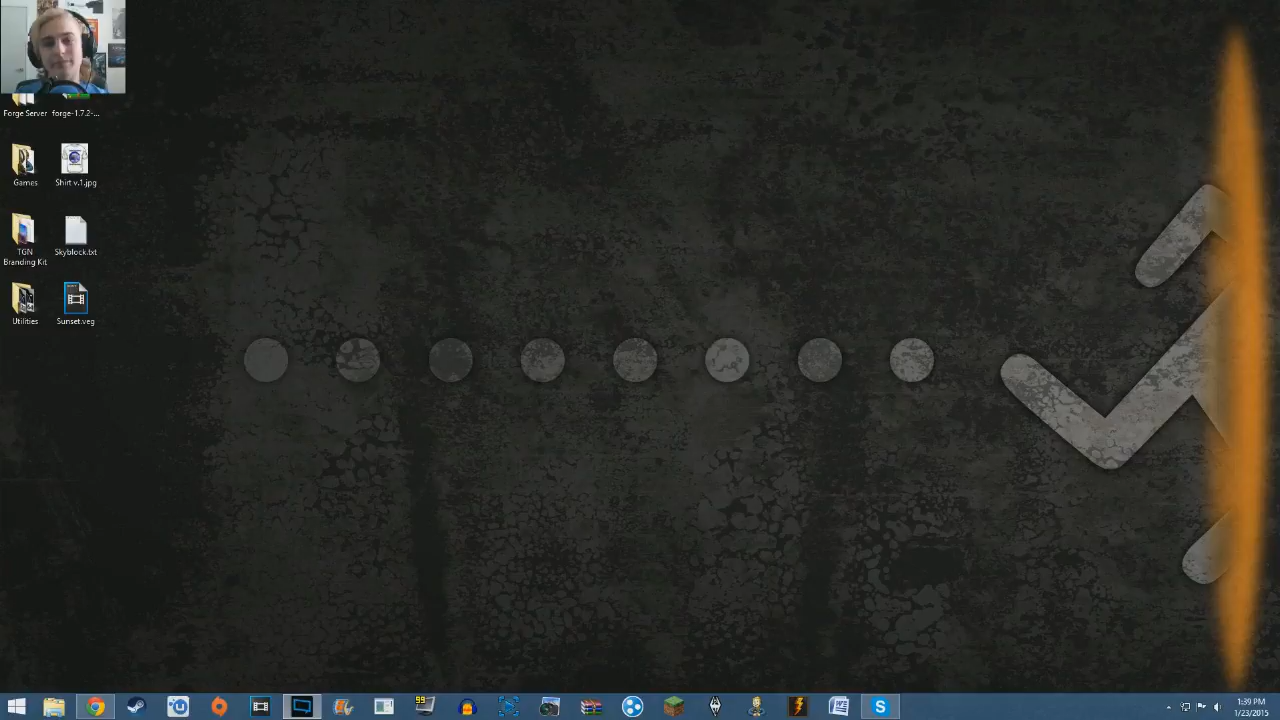 Forge Server
forge-1.7.2-...
Games
Shirt v.1.jpg
TGN
Branding Kit
Skyblock.txt
Utilities
Sunset.veg
99
S
1:39 PM
1/23/2015